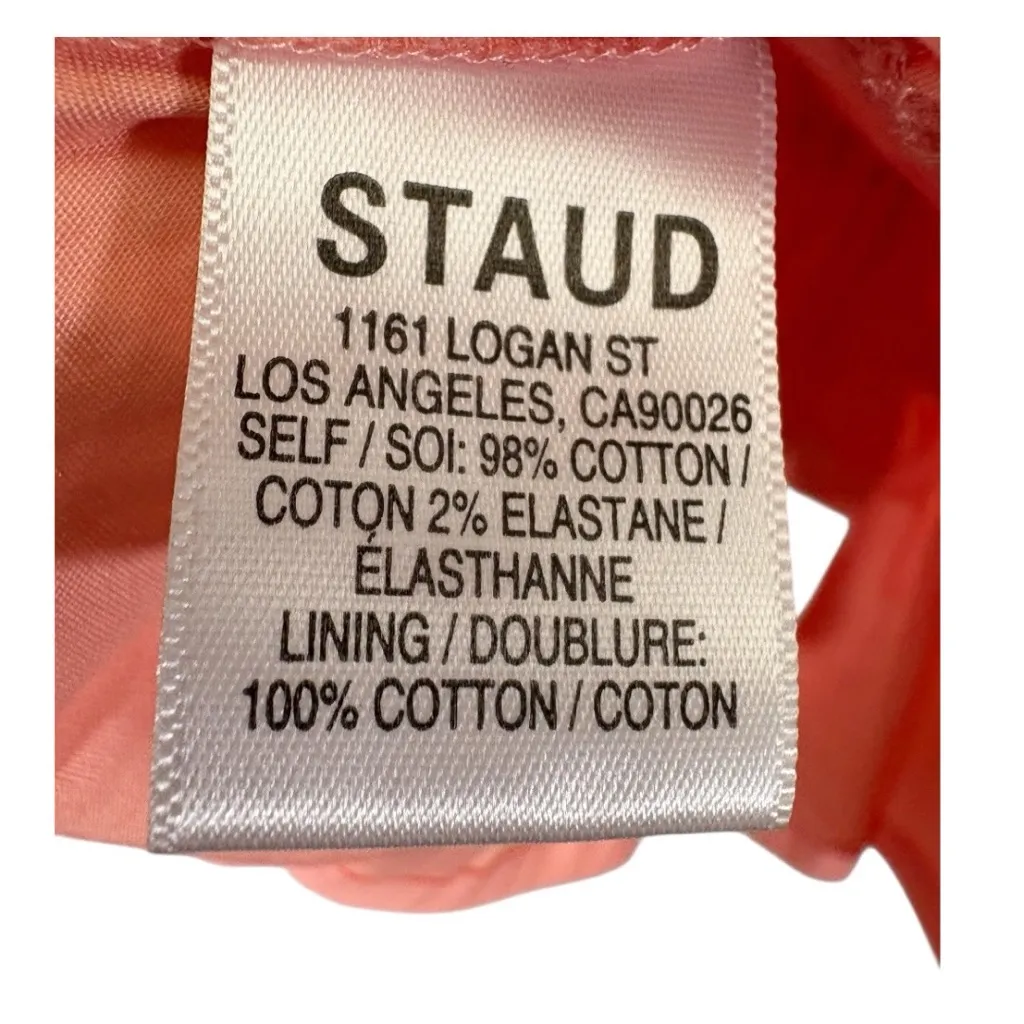 STAUD
1161 LOGAN ST
LOS ANGELES, CA90026
SELF / SOI: 98% COTTON /
COTON 2% ELASTANE /
ÉLASTHANNE
LINING / DOUBLURE:
100% COTTON / COTON